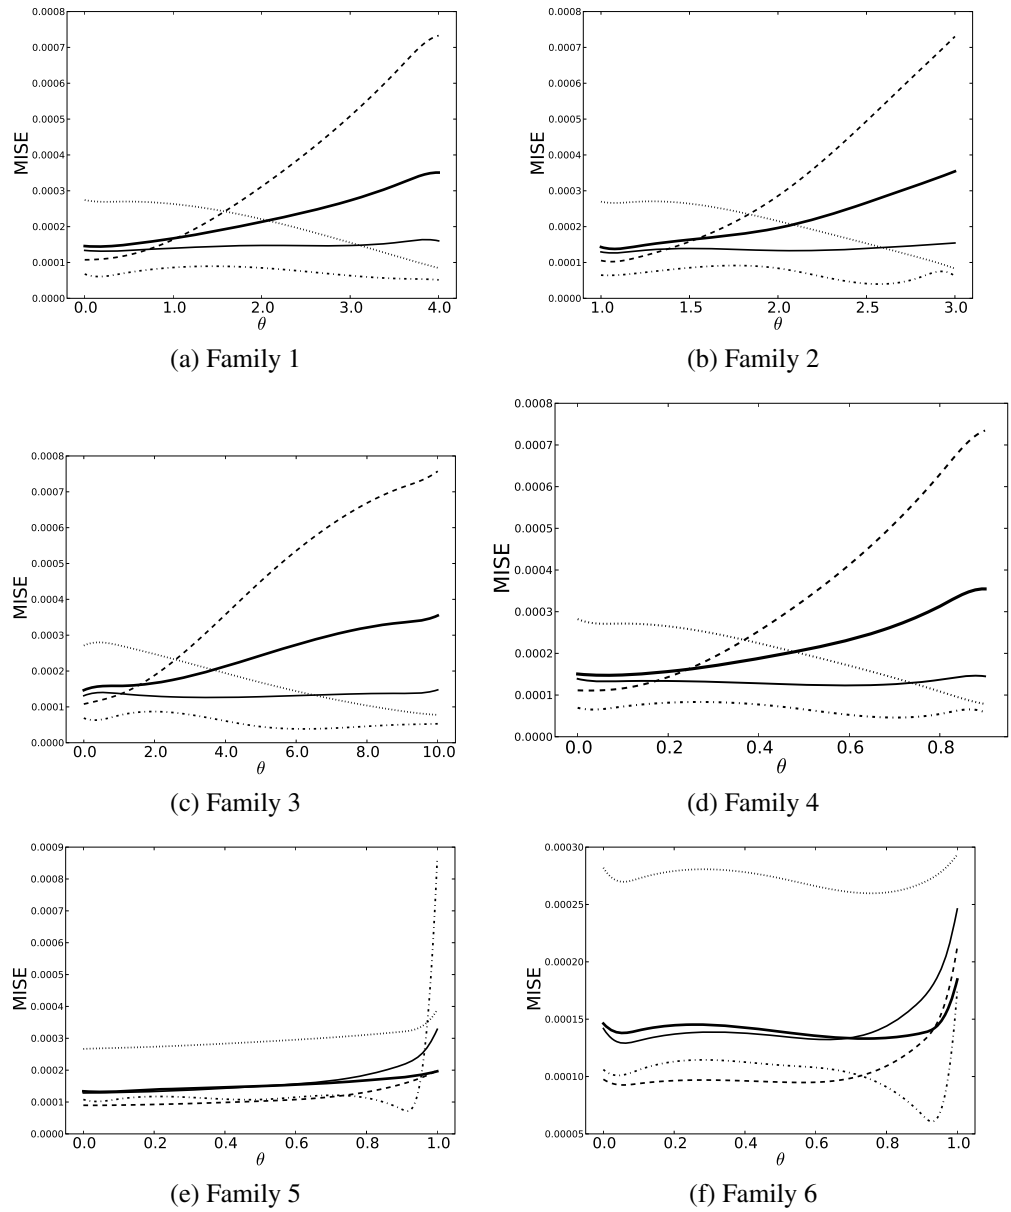 0.0008
0.0007
0.0006
0.0005
0.0004
0.0003
0.0002
0.0001
0.0000
MISE
0.0 1.0 2.0 3.0 4.0
θ
(a) Family 1
0.0008
0.0007
0.0006
0.0005
0.0004
0.0003
0.0002
0.0001
0.0000
MISE
1.0 1.5 2.0 2.5 3.0
θ
(b) Family 2
0.0008
0.0007
0.0006
0.0005
0.0004
0.0003
0.0002
0.0001
0.0000
MISE
0.0 2.0 4.0 6.0 8.0 10.0
θ
(c) Family 3
0.0008
0.0007
0.0006
0.0005
0.0004
0.0003
0.0002
0.0001
0.0000
MISE
0.0 0.2 0.4 0.6 0.8
θ
(d) Family 4
0.0009
0.0008
0.0007
0.0006
0.0005
0.0004
0.0003
0.0002
0.0001
0.0000
MISE
0.0 0.2 0.4 0.6 0.8 1.0
θ
(e) Family 5
0.00030
0.00025
0.00020
0.00015
0.00010
0.00005
MISE
0.0 0.2 0.4 0.6 0.8 1.0
θ
(f) Family 6